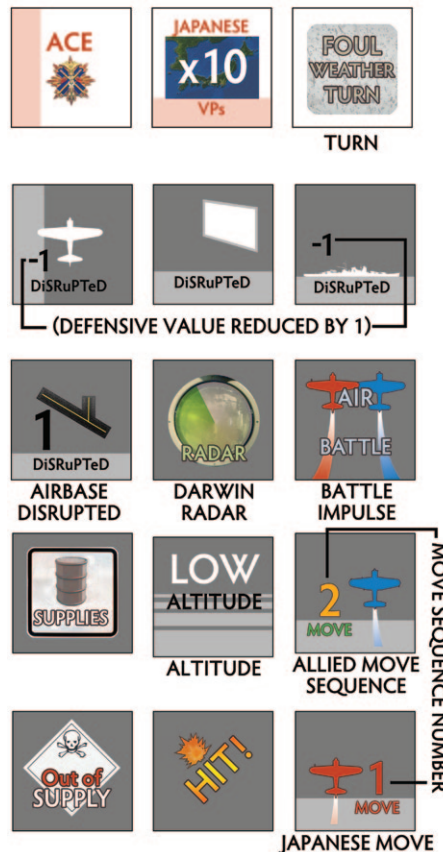 ACE
JAPANESE
x10
VPs
FOUL
WEATHER
TURN
TURN
-1
DiSRuPTeD
DiSRuPTeD
-1
DiSRuPTeD
(DEFENSIVE VALUE REDUCED BY 1)
1
DiSRuPTeD
AIRBASE
DISRUPTED
RADAR
DARWIN
RADAR
AIR
BATTLE
BATTLE
IMPULSE
SUPPLIES
LOW
ALTITUDE
ALTITUDE
2
MOVE
ALLIED MOVE
SEQUENCE
MOVE SEQUENCE NUMBER
Out of
SUPPLY
HIT!
1
MOVE
JAPANESE MOVE